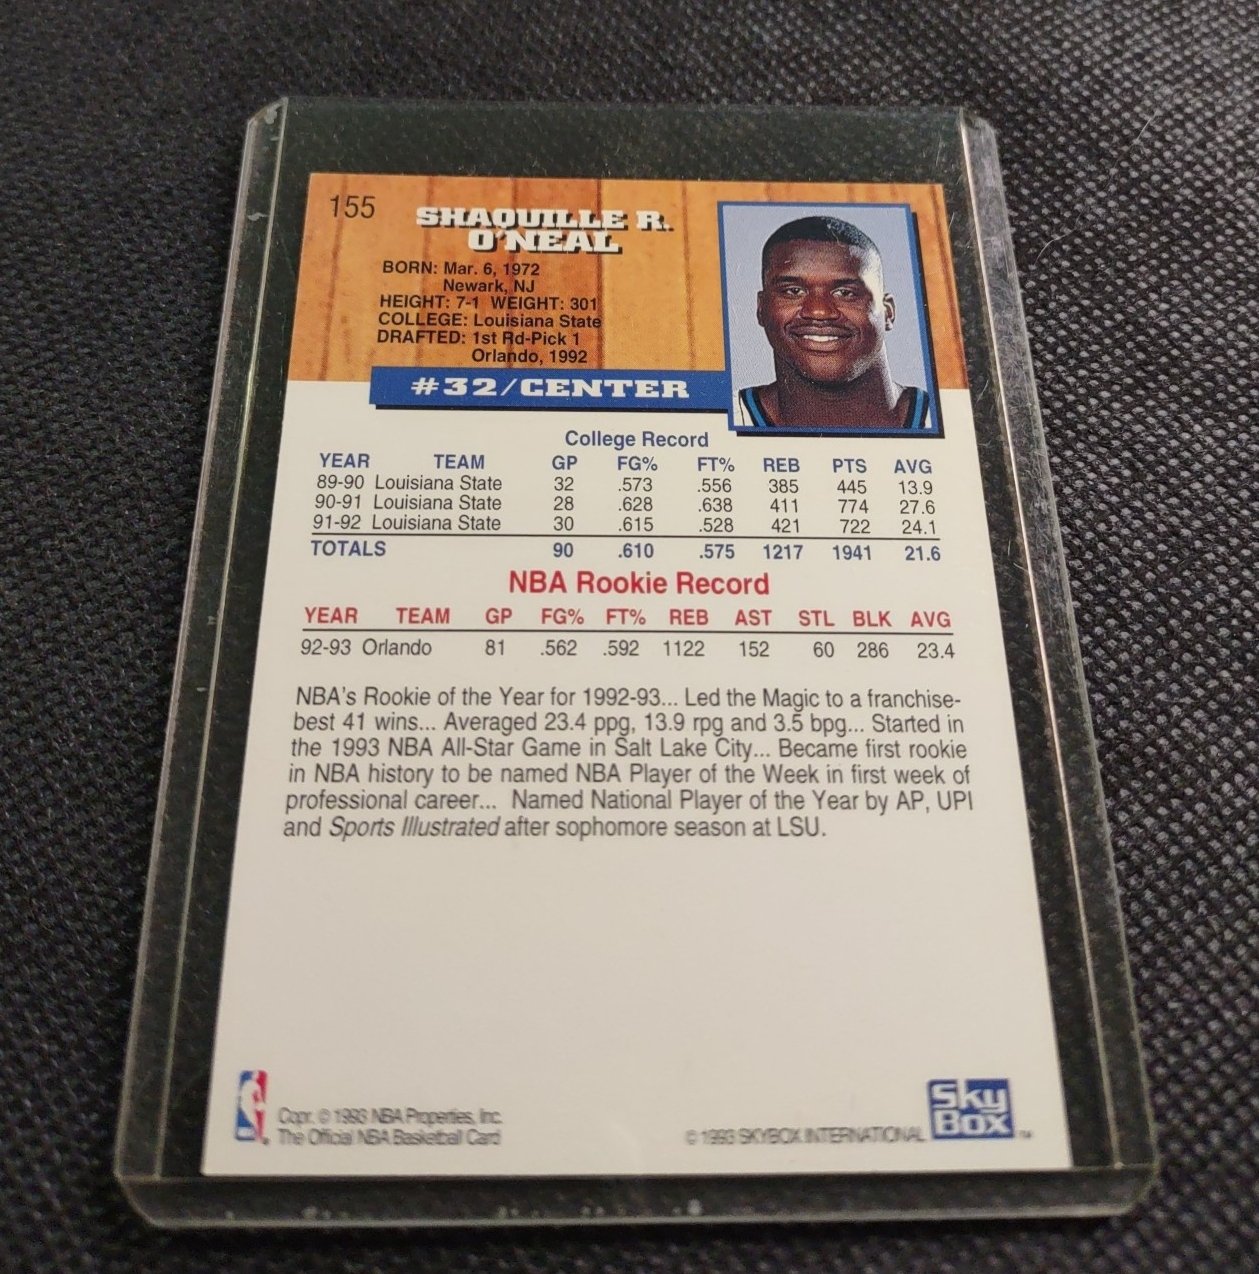 155
SHAQUILLE R.
O'NEAL
BORN: Mar. 6, 1972
Newark, NJ
HEIGHT: 7-1 WEIGHT: 301
COLLEGE: Louisiana State
DRAFTED: 1st Rd-Pick 1
Orlando, 1992
#32/CENTER
College Record
YEAR TEAM GP FG% FT% REB PTS AVG
89-90 Louisiana State 32 .573 .556 385 445 13.9
90-91 Louisiana State 28 .628 .638 411 774 27.6
91-92 Louisiana State 30 .615 .528 421 722 24.1
TOTALS 90 .610 .575 1217 1941 21.6
NBA Rookie Record
YEAR TEAM GP FG% FT% REB AST STL BLK AVG
92-93 Orlando 81 .562 .592 1122 152 60 286 23.4
NBA's Rookie of the Year for 1992-93... Led the Magic to a franchise-
best 41 wins... Averaged 23.4 ppg, 13.9 rpg and 3.5 bpg... Started in
the 1993 NBA All-Star Game in Salt Lake City... Became first rookie
in NBA history to be named NBA Player of the Week in first week of
professional career... Named National Player of the Year by AP, UPI
and Sports Illustrated after sophomore season at LSU.
Copr. © 1993 NBA Properties, Inc.
The Official NBA Basketball Card
© 1993 SKYBOX INTERNATIONAL
SkyBox™